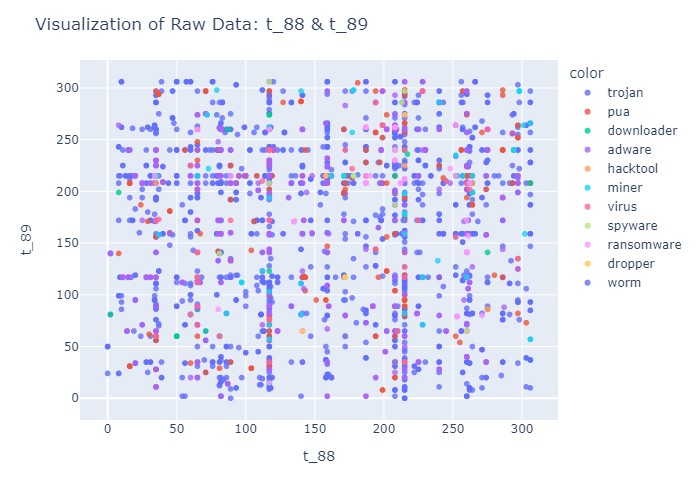 Visualization of Raw Data: t_88 & t_89
color
trojan
pua
downloader
adware
hacktool
miner
virus
spyware
ransomware
dropper
worm
t_89
300
250
200
150
100
50
0
0 50 100 150 200 250 300
t_88